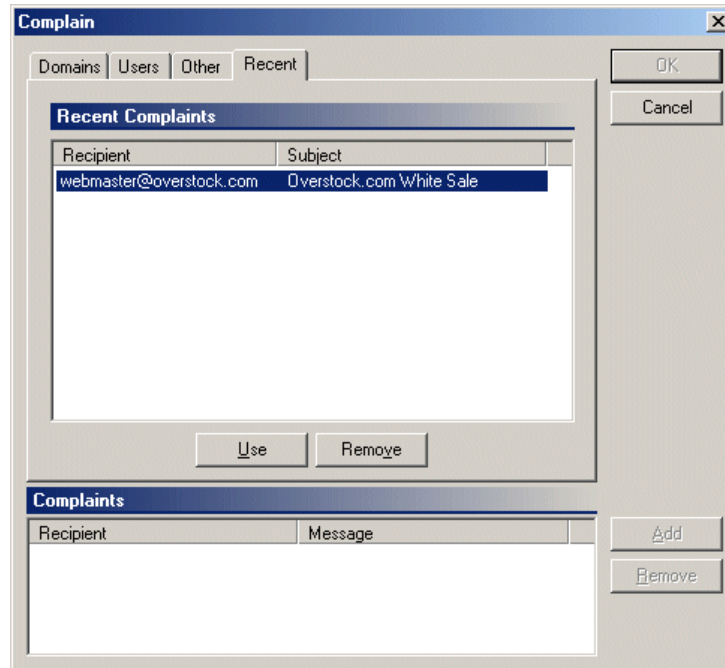 Complain
Domains Users Other Recent
OK
Cancel
Recent Complaints
Recipient Subject
webmaster@overstock.com Overstock.com White Sale
Use Remove
Complaints
Recipient Message
Add
Remove